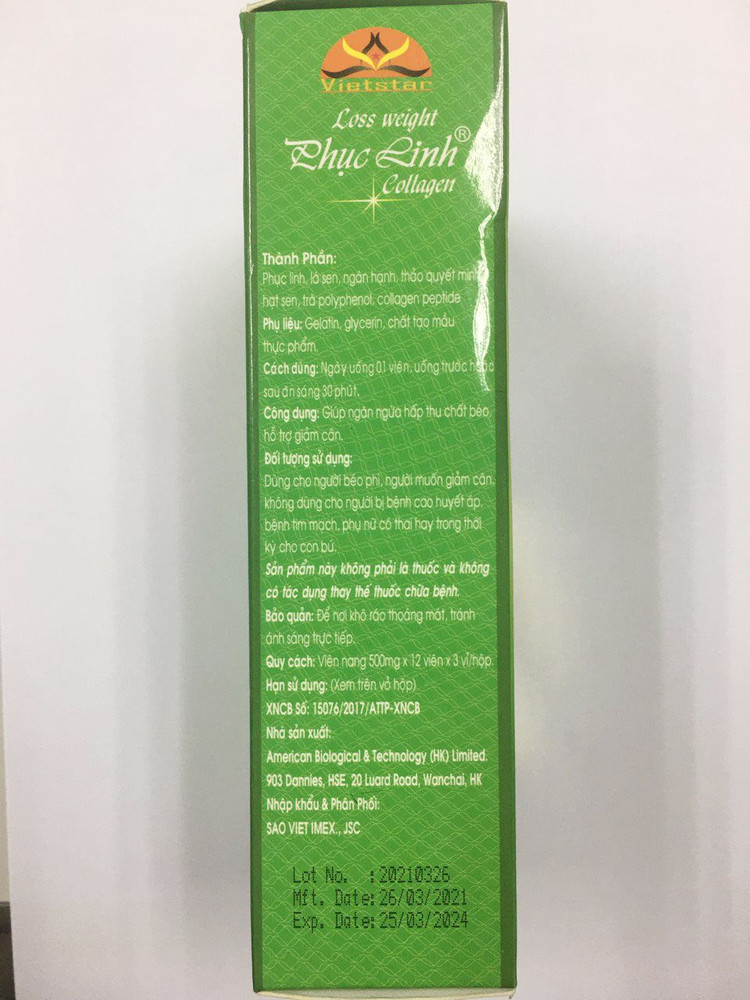 Vietstar
Loss weight
Phục Linh®
Collagen
Thành Phần:
Phục linh, lá sen, ngân hạnh, thảo quyết minh
hạt sen, trà polyphenol, collagen peptide
Phụ liệu: Gelatin, glycerin, chất tạo mầu
thực phẩm.
Cách dùng: Ngày uống 01 viên, uống trước hoặc
sau ăn sáng 30 phút.
Công dụng: Giúp ngăn ngừa hấp thu chất béo,
hỗ trợ giảm cân.
Đối tượng sử dụng:
Dùng cho người béo phì, người muốn giảm cân,
không dùng cho người bị bệnh cao huyết áp,
bệnh tim mạch, phụ nữ có thai hay trong thời
kỳ cho con bú.
Sản phẩm này không phải là thuốc và không
có tác dụng thay thế thuốc chữa bệnh.
Bảo quản: Để nơi khô ráo thoáng mát, tránh
ánh sáng trực tiếp.
Quy cách: Viên nang 500mg x 12 viên x 3 vỉ/hộp.
Hạn sử dụng: (Xem trên vỏ hộp)
XNCB Số: 15076/2017/ATTP-XNCB
Nhà sản xuất:
American Biological & Technology (HK) Limited.
903 Dannies, HSE, 20 Luard Road, Wanchai, HK
Nhập khẩu & Phân Phối:
SAO VIET IMEX., JSC
Lot No. :20210326
Mft. Date:26/03/2021
Exp. Date:25/03/2024